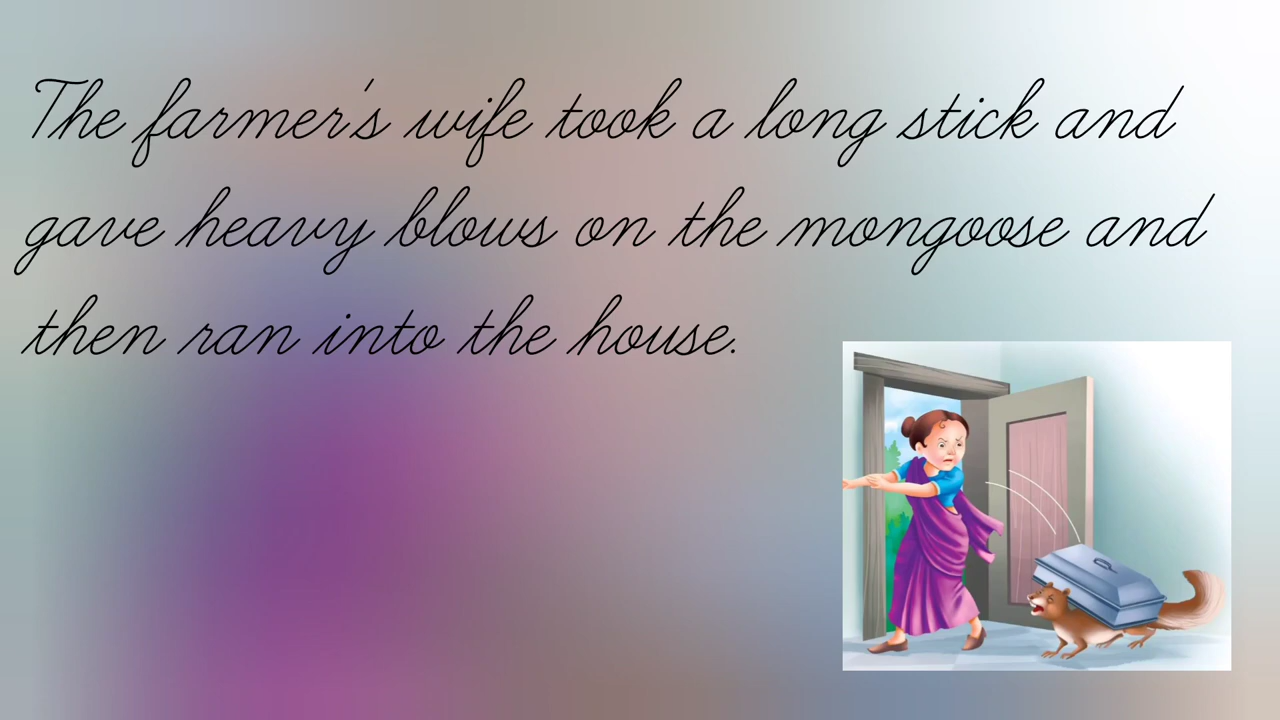 The farmer's wife took a long stick and
gave heavy blows on the mongoose and
then ran into the house.